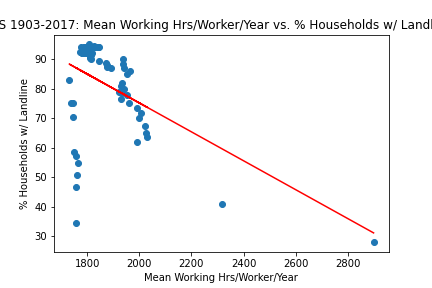 S 1903-2017: Mean Working Hrs/Worker/Year vs. % Households w/ Landl
90
80
70
60
50
40
30
% Households w/ Landline
1800 2000 2200 2400 2600 2800
Mean Working Hrs/Worker/Year